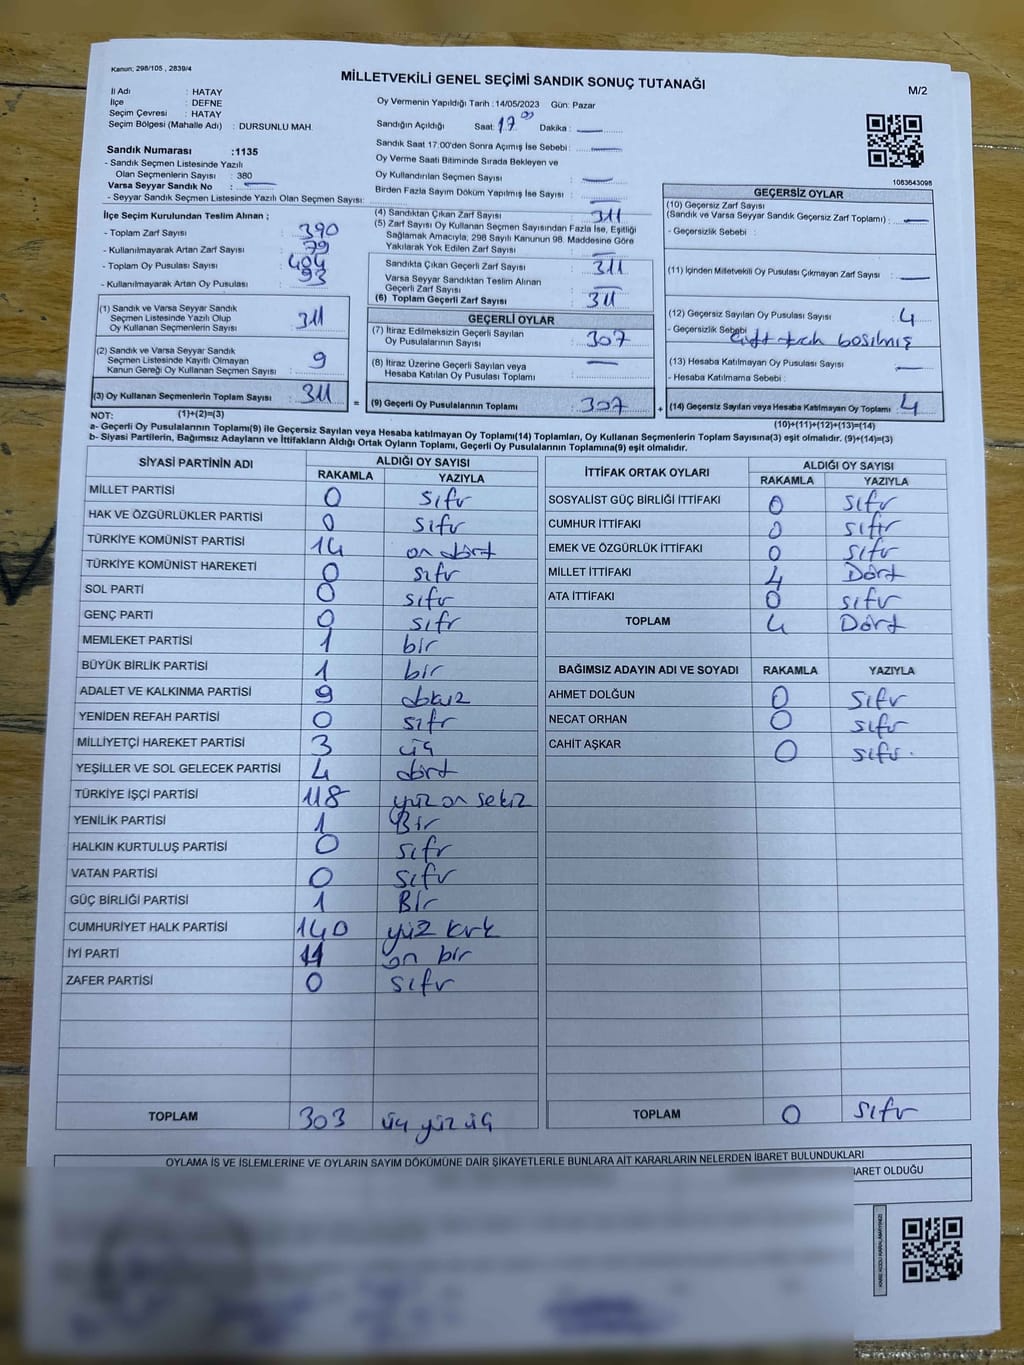 Kanun: 298/105 , 2839/4
MİLLETVEKİLİ GENEL SEÇİMİ SANDIK SONUÇ TUTANAĞI
M/2
İl Adı : HATAY
İlçe : DEFNE
Seçim Çevresi : HATAY
Seçim Bölgesi (Mahalle Adı) : DURSUNLU MAH.
Sandık Numarası :1135
- Sandık Seçmen Listesinde Yazılı
Olan Seçmenlerin Sayısı : 380
Varsa Seyyar Sandık No :
- Seyyar Sandık Seçmen Listesinde Yazılı Olan Seçmen Sayısı:
Oy Vermenin Yapıldığı Tarih :14/05/2023 Gün: Pazar
Sandığın Açıldığı Saat: 17 00 Dakika :
Sandık Saat 17.00'den Sonra Açılmış İse Sebebi :
Oy Verme Saati Bitiminde Sırada Bekleyen ve
Oy Kullandırılan Seçmen Sayısı :
Birden Fazla Sayım Döküm Yapılmış İse Sayısı :
1083643098
İlçe Seçim Kurulundan Teslim Alınan ;
- Toplam Zarf Sayısı : 390
- Kullanılmayarak Artan Zarf Sayısı : 79
- Toplam Oy Pusulası Sayısı : 404
- Kullanılmayarak Artan Oy Pusulası : 93
(4) Sandıktan Çıkan Zarf Sayısı : 311
(5) Zarf Sayısı Oy Kullanan Seçmen Sayısından Fazla İse, Eşitliği
Sağlamak Amacıyla, 298 Sayılı Kanunun 98. Maddesine Göre
Yakılarak Yok Edilen Zarf Sayısı :
Sandıkta Çıkan Geçerli Zarf Sayısı : 311
Varsa Seyyar Sandıktan Teslim Alınan
Geçerli Zarf Sayısı :
(6) Toplam Geçerli Zarf Sayısı : 311
GEÇERSİZ OYLAR
(10) Geçersiz Zarf Sayısı
(Sandık ve Varsa Seyyar Sandık Geçersiz Zarf Toplamı) :
- Geçersizlik Sebebi :
(11) İçinden Milletvekili Oy Pusulası Çıkmayan Zarf Sayısı :
(12) Geçersiz Sayılan Oy Pusulası Sayısı : 4
- Geçersizlik Sebebi basılmış
(13) Hesaba Katılmayan Oy Pusulası Sayısı :
- Hesaba Katılmama Sebebi :
(14) Geçersiz Sayılan veya Hesaba Katılmayan Oy Toplamı : 4
(10)+(11)+(12)+(13)=(14)
(1) Sandık ve Varsa Seyyar Sandık
Seçmen Listesinde Yazılı Olup
Oy Kullanan Seçmenlerin Sayısı : 311
(2) Sandık ve Varsa Seyyar Sandık
Seçmen Listesinde Kayıtlı Olmayan
Kanun Gereği Oy Kullanan Seçmen Sayısı : 9
(3) Oy Kullanan Seçmenlerin Toplam Sayısı : 311 =
GEÇERLİ OYLAR
(7) İtiraz Edilmeksizin Geçerli Sayılan
Oy Pusulalarının Sayısı : 307
(8) İtiraz Üzerine Geçerli Sayılan veya
Hesaba Katılan Oy Pusulası Toplamı :
(9) Geçerli Oy Pusulalarının Toplamı : 307 +
NOT: (1)+(2)=(3)
a- Geçerli Oy Pusulalarının Toplamı(9) ile Geçersiz Sayılan veya Hesaba katılmayan Oy Toplamı(14) Toplamları, Oy Kullanan Seçmenlerin Toplam Sayısına(3) eşit olmalıdır. (9)+(14)=(3)
b- Siyasi Partilerin, Bağımsız Adayların ve İttifakların Aldığı Ortak Oyların Toplamı, Geçerli Oy Pusulalarının Toplamına(9) eşit olmalıdır.
SİYASİ PARTİNİN ADI ALDIĞI OY SAYISI
RAKAMLA YAZIYLA
MİLLET PARTİSİ 0 sıfır
HAK VE ÖZGÜRLÜKLER PARTİSİ 0 sıfır
TÜRKİYE KOMÜNİST PARTİSİ 14 on dört
TÜRKİYE KOMÜNİST HAREKETİ 0 sıfır
SOL PARTİ 0 sıfır
GENÇ PARTİ 0 sıfır
MEMLEKET PARTİSİ 1 bir
BÜYÜK BİRLİK PARTİSİ 1 bir
ADALET VE KALKINMA PARTİSİ 9 dokuz
YENİDEN REFAH PARTİSİ 0 sıfır
MİLLİYETÇİ HAREKET PARTİSİ 3 üç
YEŞİLLER VE SOL GELECEK PARTİSİ 4 dört
TÜRKİYE İŞÇİ PARTİSİ 118 yüz on sekiz
YENİLİK PARTİSİ 1 Bir
HALKIN KURTULUŞ PARTİSİ 0 sıfır
VATAN PARTİSİ 0 sıfır
GÜÇ BİRLİĞİ PARTİSİ 1 Bir
CUMHURİYET HALK PARTİSİ 140 yüz kırk
İYİ PARTİ 11 on bir
ZAFER PARTİSİ 0 sıfır
TOPLAM 303 üç yüz üç
İTTİFAK ORTAK OYLARI ALDIĞI OY SAYISI
RAKAMLA YAZIYLA
SOSYALİST GÜÇ BİRLİĞİ İTTİFAKI 0 sıfır
CUMHUR İTTİFAKI 0 sıfır
EMEK VE ÖZGÜRLÜK İTTİFAKI 0 sıfır
MİLLET İTTİFAKI 4 Dört
ATA İTTİFAKI 0 sıfır
TOPLAM 4 Dört
BAĞIMSIZ ADAYIN ADI VE SOYADI RAKAMLA YAZIYLA
AHMET DOLĞUN 0 sıfır
NECAT ORHAN 0 sıfır
CAHİT AŞKAR 0 sıfır.
TOPLAM 0 sıfır
OYLAMA İŞ VE İŞLEMLERİNE VE OYLARIN SAYIM DÖKÜMÜNE DAİR ŞİKAYETLERLE BUNLARA AİT KARARLARIN NELERDEN İBARET BULUNDUKLARI
BARET OLDUĞU